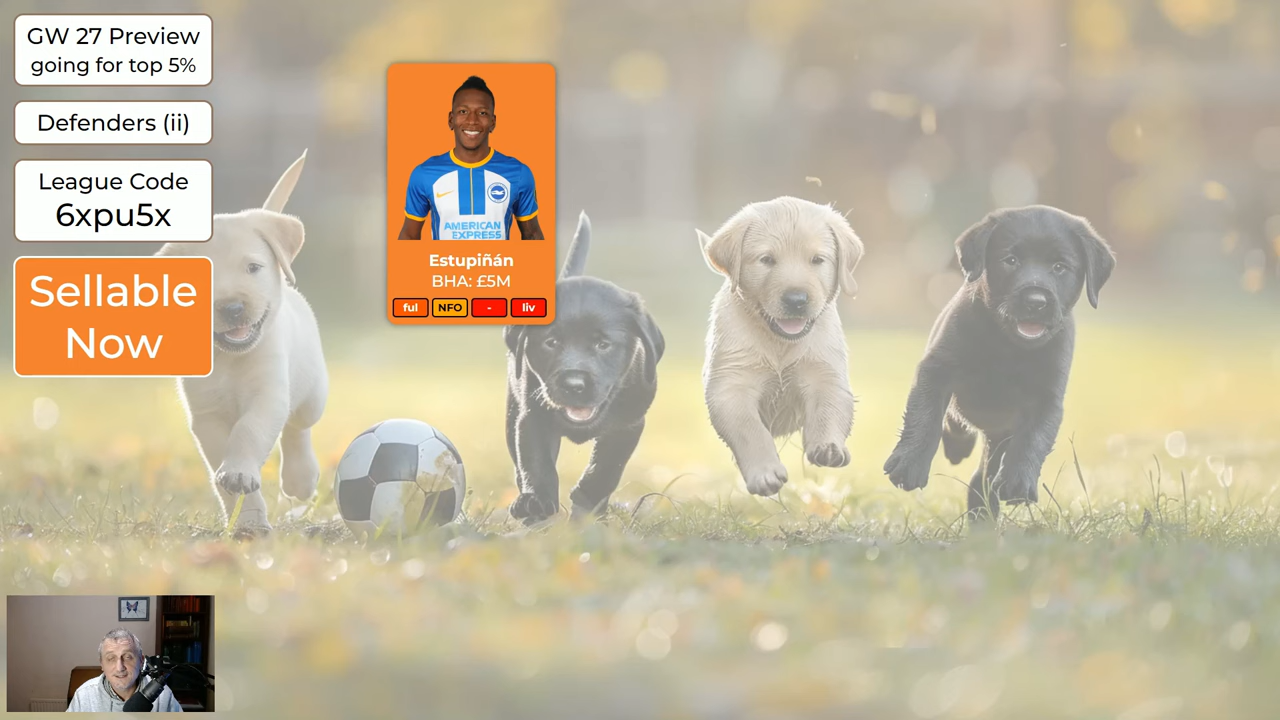 GW 27 Preview
going for top 5%
Defenders (ii)
League Code
6xpu5x
Sellable
Now
AMERICAN
EXPRESS
Estupiñán
BHA: £5M
ful NFO - liv